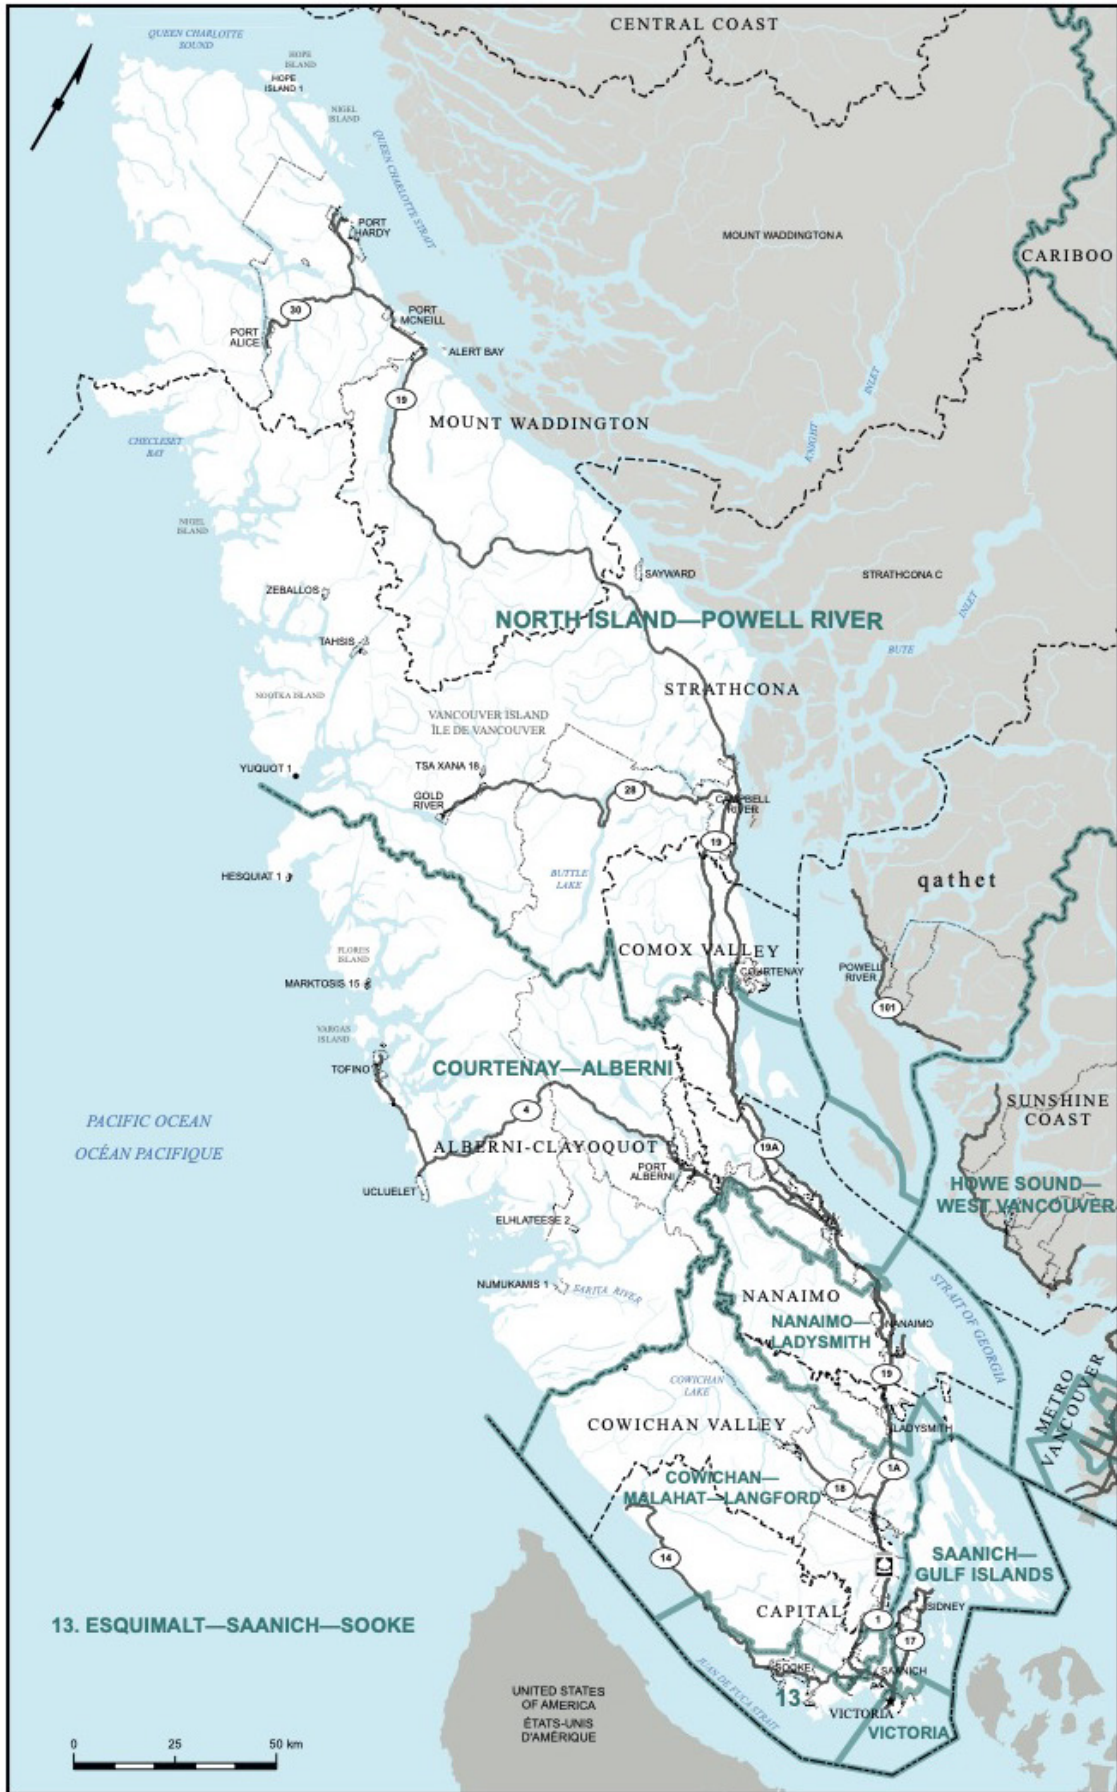 CENTRAL COAST
QUEEN CHARLOTTE
SOUND
HOPE
ISLAND
HOPE
ISLAND 1
NIGEL
ISLAND
QUEEN CHARLOTTE STRAIT
PORT
HARDY
MOUNT WADDINGTON A
CARIBOO
30
PORT
MCNEILL
PORT
ALICE
ALERT BAY
19
MOUNT WADDINGTON
KNIGHT
INLET
CHECLESET
BAY
NIGEL
ISLAND
SAYWARD
STRATHCONA C
ZEBALLOS
NORTH ISLAND—POWELL RIVER
INLET
BUTE
TAHSIS
STRATHCONA
NOOTKA ISLAND
VANCOUVER ISLAND
ÎLE DE VANCOUVER
YUQUOT 1
TSA XANA 18
GOLD
RIVER
28
CAMPBELL
RIVER
19
HESQUIAT 1
BUTTLE
LAKE
qathet
COMOX VALLEY
FLORES
ISLAND
COURTENAY
POWELL
RIVER
MARKTOSIS 15
101
VARGAS
ISLAND
TOFINO
COURTENAY—ALBERNI
SUNSHINE
COAST
4
PACIFIC OCEAN
OCÉAN PACIFIQUE
ALBERNI-CLAYOQUOT
19A
PORT
ALBERNI
UCLUELET
HOWE SOUND—
WEST VANCOUVER
ELHLATEESE 2
NUMUKAMIS 1
SARITA RIVER
STRAIT OF GEORGIA
NANAIMO
NANAIMO—
LADYSMITH
NANAIMO
COWICHAN
LAKE
19
METRO
VANCOUVER
COWICHAN VALLEY
LADYSMITH
1A
COWICHAN—
MALAHAT—LANGFORD
18
14
SAANICH—
GULF ISLANDS
CAPITAL
SIDNEY
1
17
13. ESQUIMALT—SAANICH—SOOKE
SOOKE
SAANICH
JUAN DE FUCA STRAIT
13
VICTORIA
VICTORIA
UNITED STATES
OF AMERICA
ÉTATS-UNIS
D'AMÉRIQUE
0 25 50 km